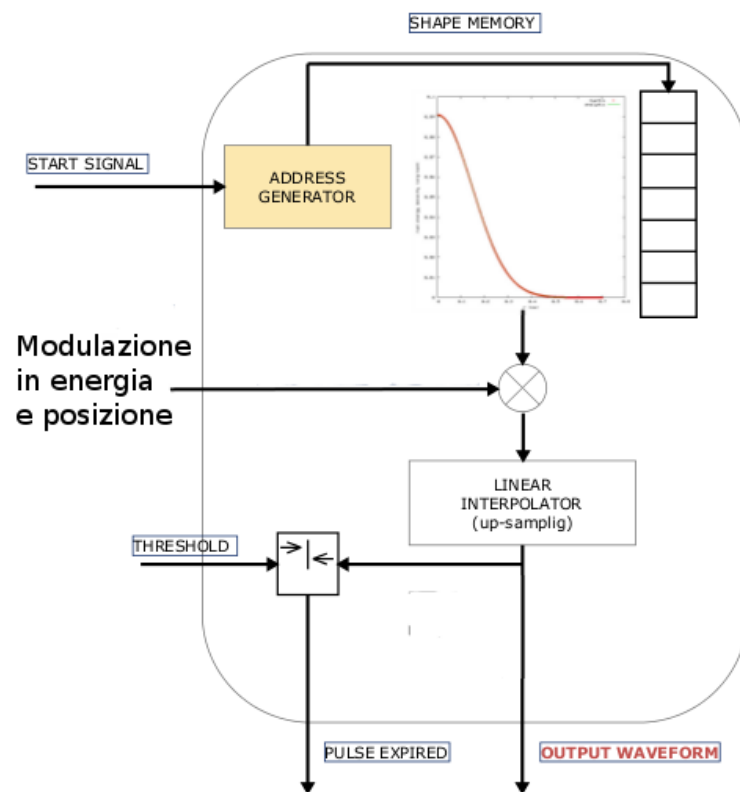 SHAPE MEMORY
START SIGNAL
ADDRESS
GENERATOR
Modulazione
in energia
e posizione
LINEAR
INTERPOLATOR
(up-samplig)
THRESHOLD
PULSE EXPIRED
OUTPUT WAVEFORM